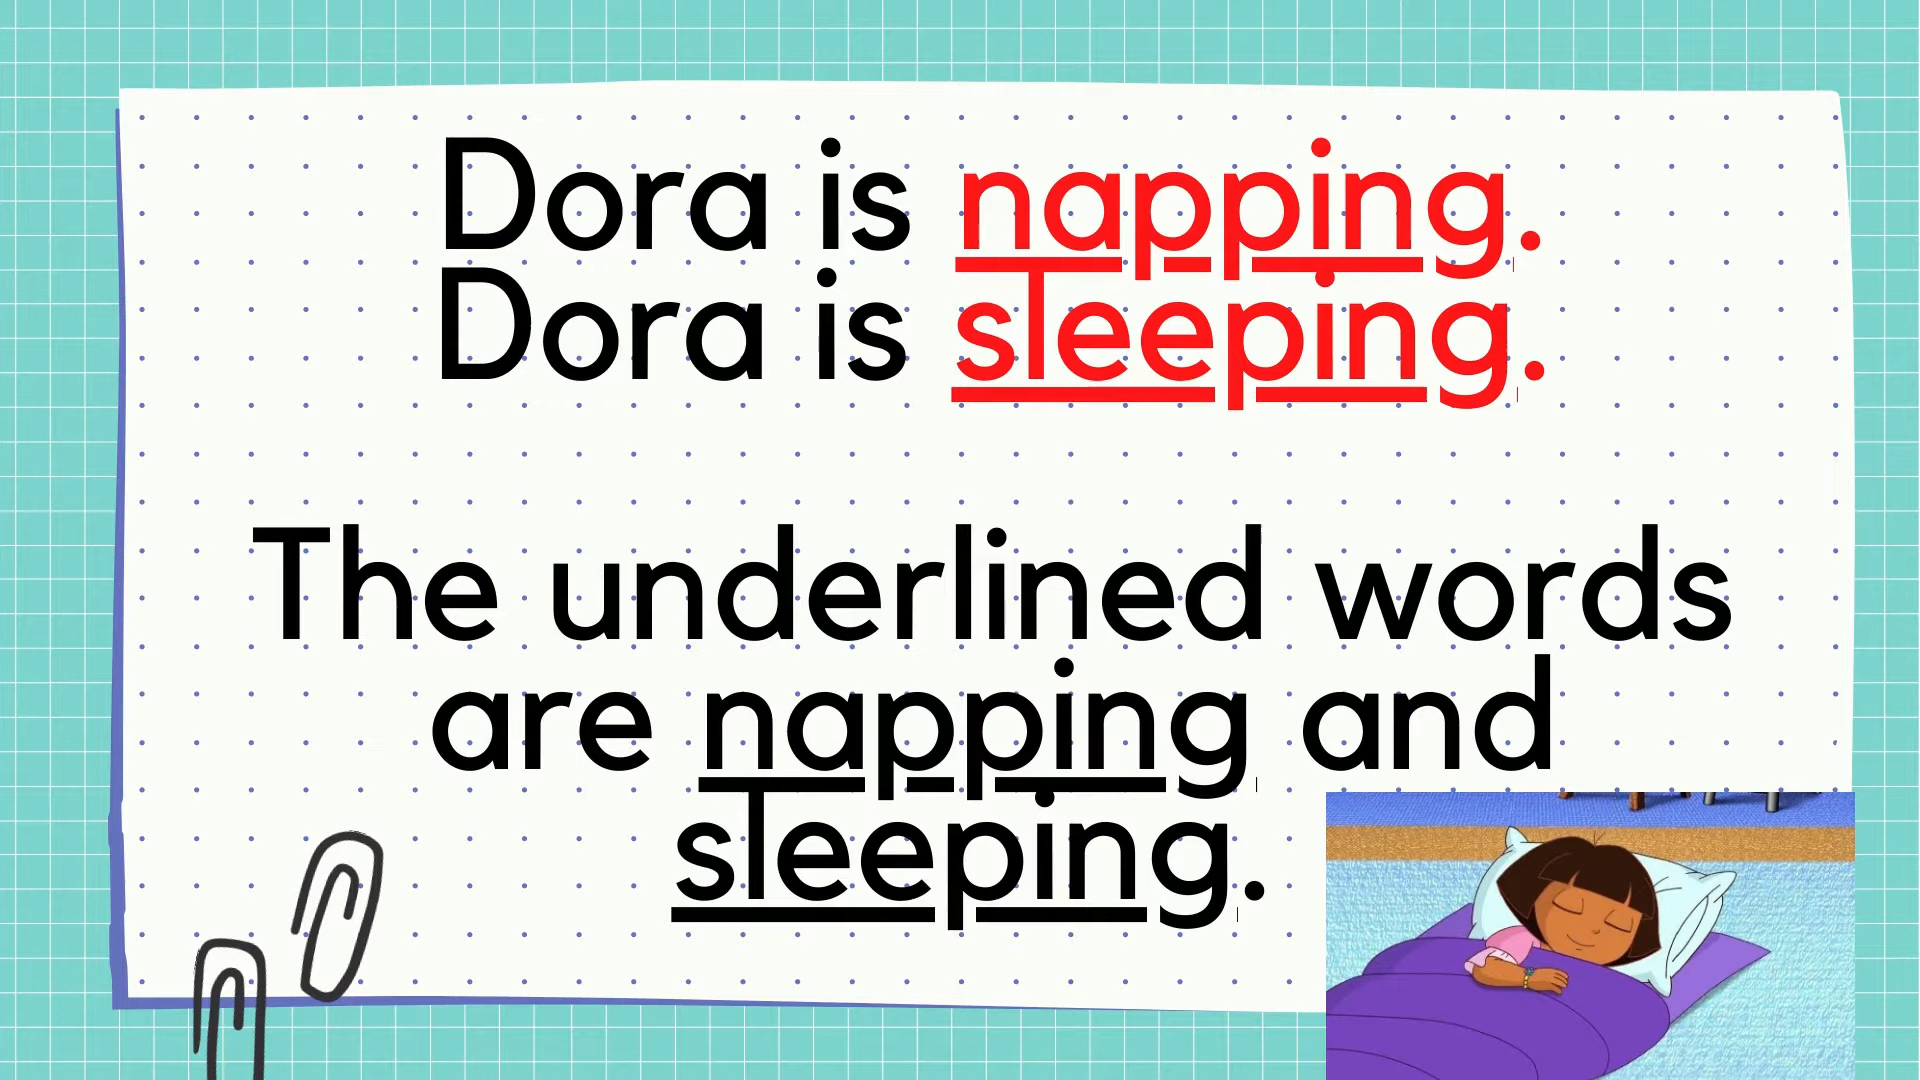 Dora is napping.
Dora is sleeping.
The underlined words
are napping and
sleeping.